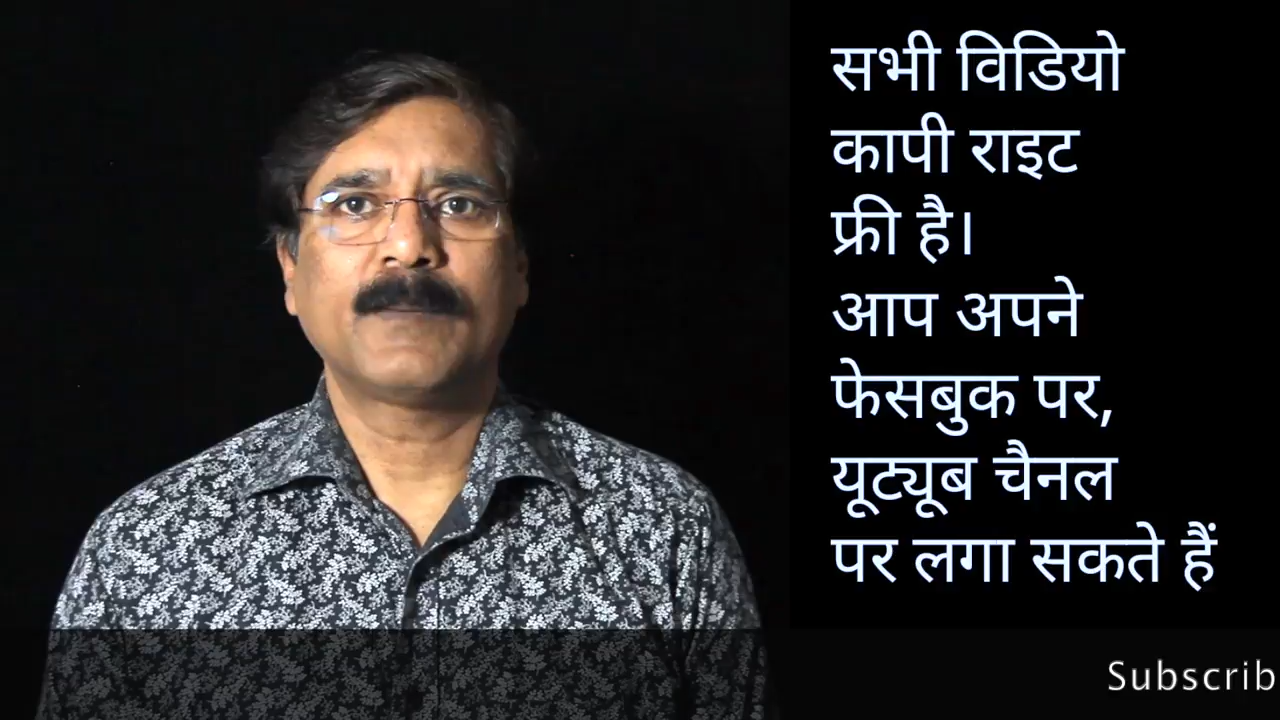 सभी विडियो
कापी राइट
फ्री है।
आप अपने
फेसबुक पर,
यूट्यूब चैनल
पर लगा सकते हैं
Subscrib